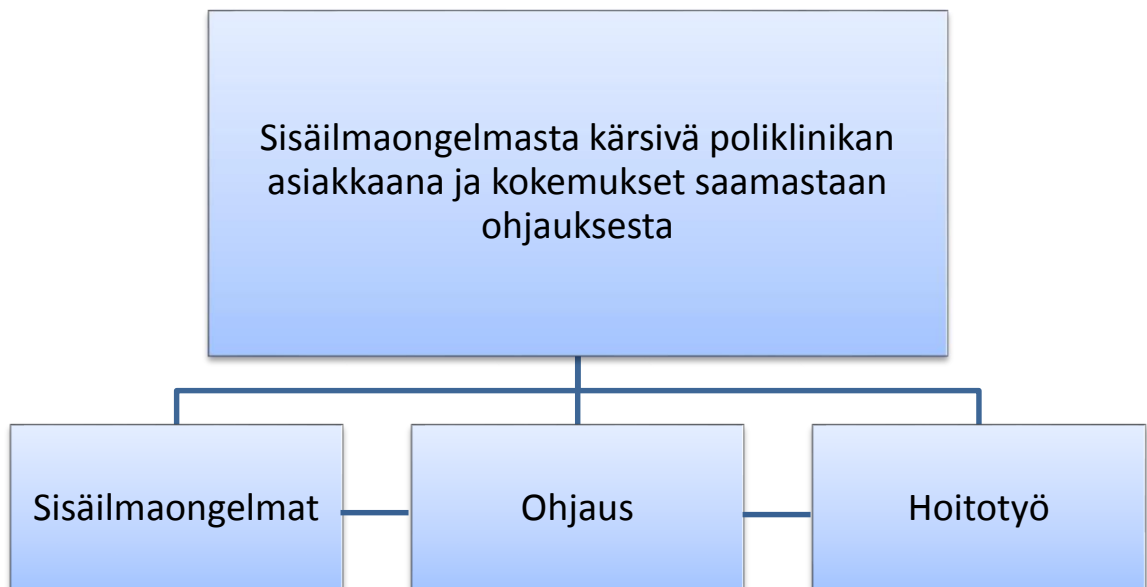 Sisäilmaongelmasta kärsivä poliklinikan
asiakkaana ja kokemukset saamastaan
ohjauksesta
Sisäilmaongelmat
Ohjaus
Hoitotyö